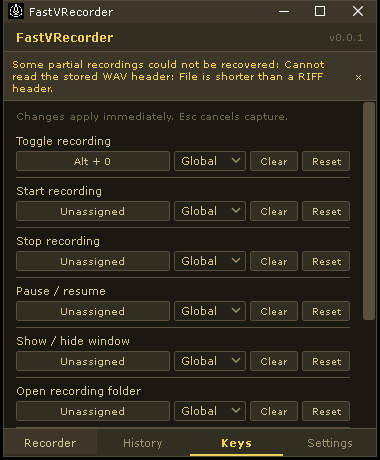 FastVRecorder
FastVRecorder v0.0.1
Some partial recordings could not be recovered: Cannot
read the stored WAV header: File is shorter than a RIFF
header. ×
Changes apply immediately. Esc cancels capture.
Toggle recording
Alt + 0 Global Clear Reset
Start recording
Unassigned Global Clear Reset
Stop recording
Unassigned Global Clear Reset
Pause / resume
Unassigned Global Clear Reset
Show / hide window
Unassigned Global Clear Reset
Open recording folder
Unassigned Global Clear Reset
Recorder History Keys Settings